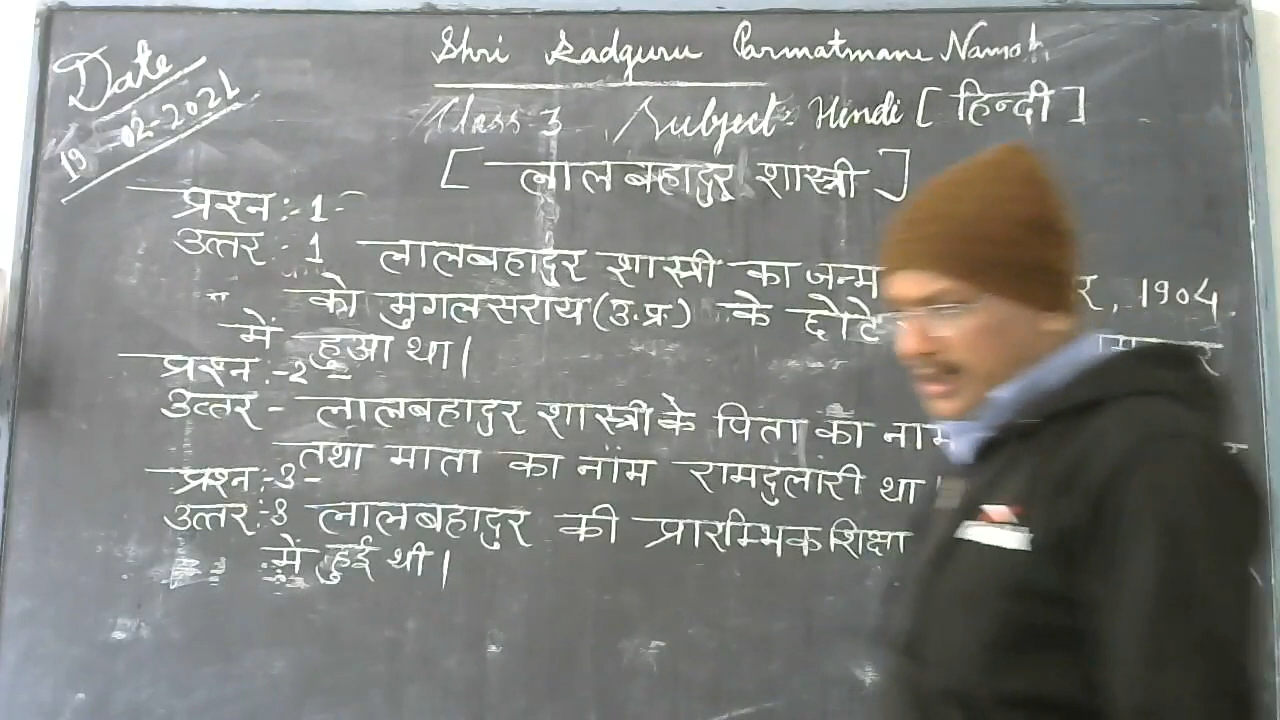 Date
19-02-2021
Shri Sadguru Parmatmane Namah
Class 3 Subject- Hindi [हिन्दी]
[लालबहादुर शास्त्री]
प्रश्न:-1-
उत्तर:- 1 लालबहादुर शास्त्री का जन्म र, 1904
को मुगलसराय (उ.प्र.) के छोटे
में हुआ था।
प्रश्न:-2-
उत्तर- लालबहादुर शास्त्री के पिता का नाम
तथा माता का नाम रामदुलारी था
प्रश्न:-3-
उत्तर:-3 लालबहादुर की प्रारम्भिक शिक्षा
में हुई थी।